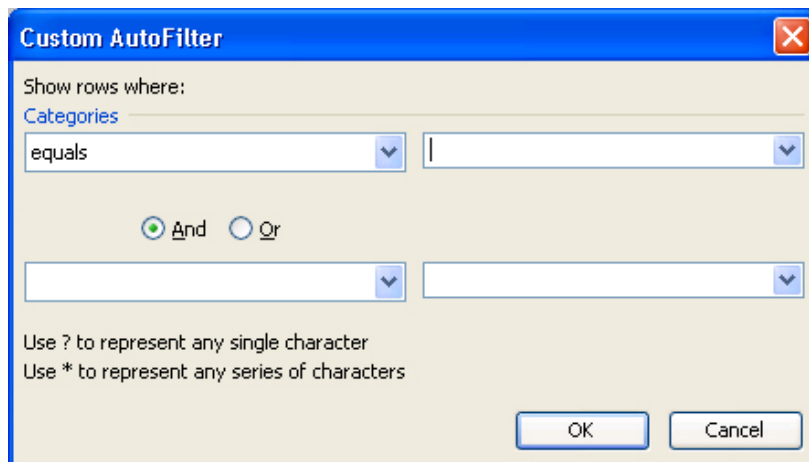 Custom AutoFilter
Show rows where:
Categories
equals
And Or
Use ? to represent any single character
Use * to represent any series of characters
OK Cancel